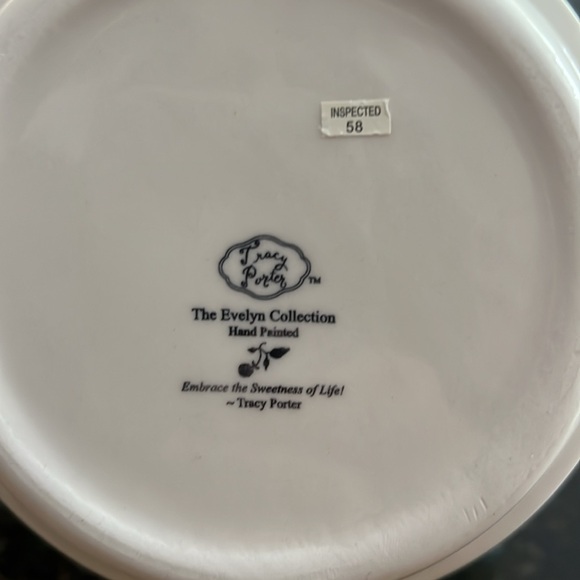 INSPECTED
58
Tracy
Porter
TM
The Evelyn Collection
Hand Painted
Embrace the Sweetness of Life!
~ Tracy Porter